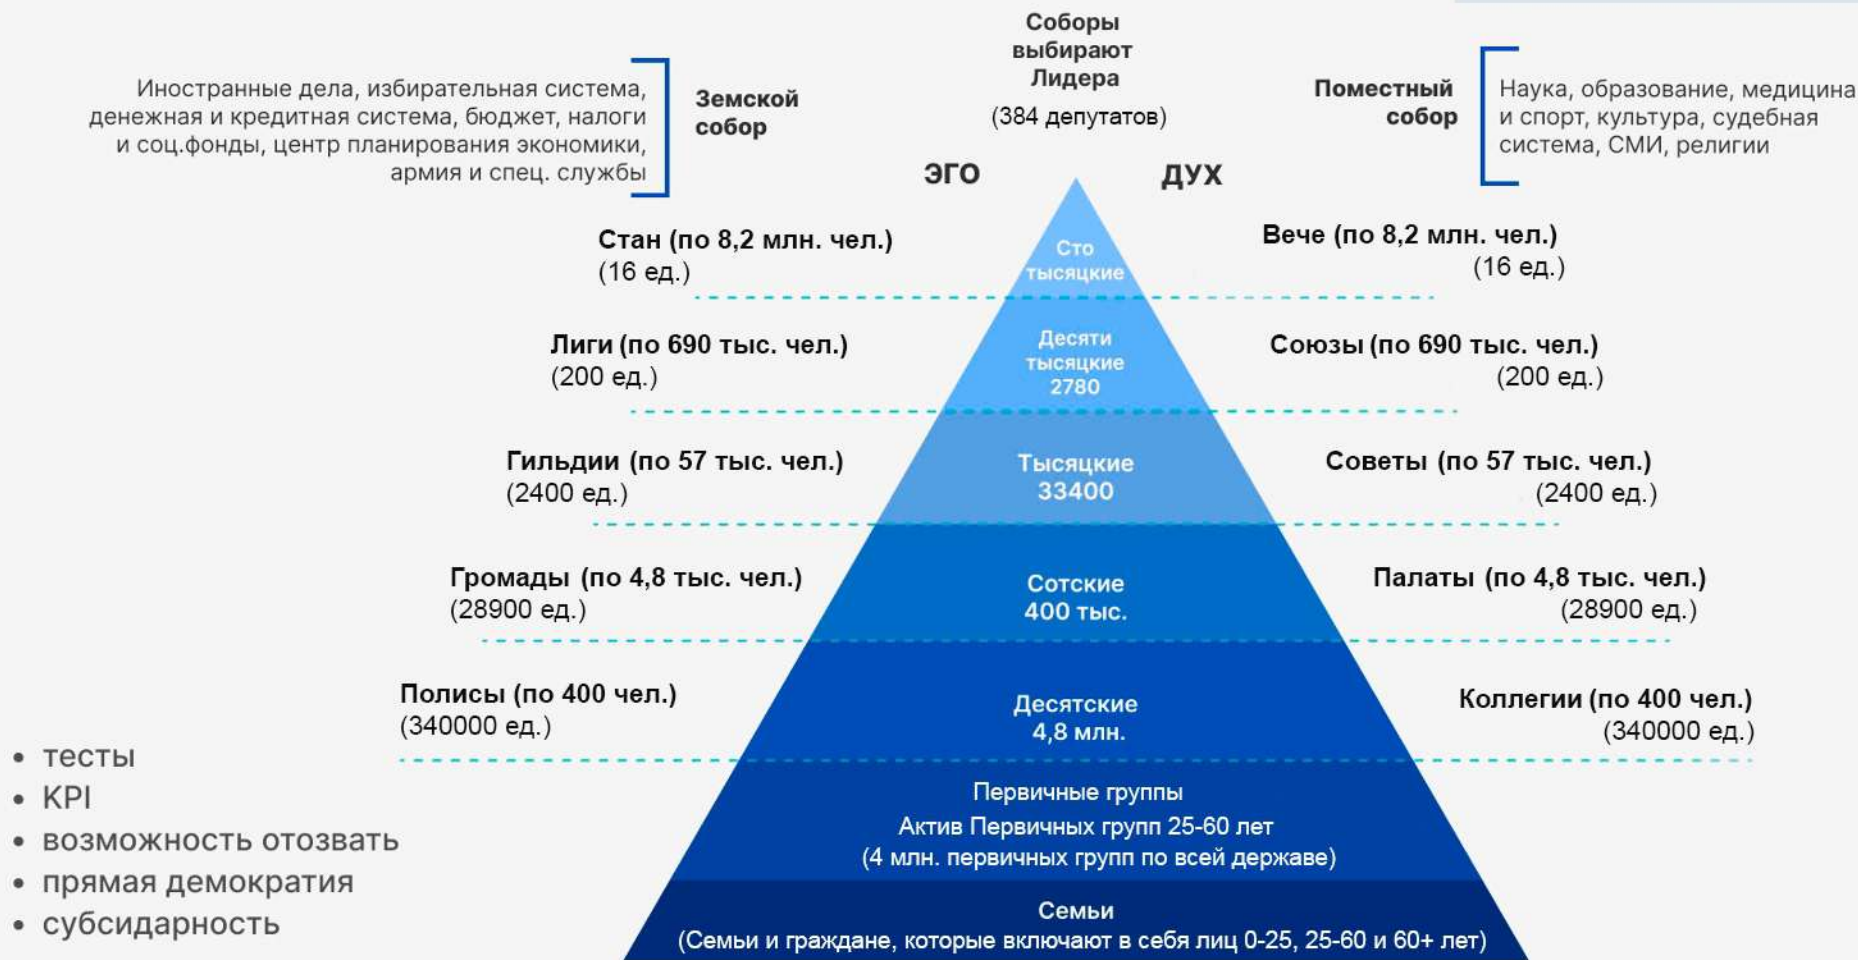 Соборы
выбирают
Лидера
(384 депутатов)
Иностранные дела, избирательная система,
денежная и кредитная система, бюджет, налоги
и соц.фонды, центр планирования экономики,
армия и спец. службы
Земской
собор
Поместный
собор
Наука, образование, медицина
и спорт, культура, судебная
система, СМИ, религии
ЭГО
ДУХ
Стан (по 8,2 млн. чел.)
(16 ед.)
Сто
тысяцкие
Вече (по 8,2 млн. чел.)
(16 ед.)
Лиги (по 690 тыс. чел.)
(200 ед.)
Десяти
тысяцкие
2780
Союзы (по 690 тыс. чел.)
(200 ед.)
Гильдии (по 57 тыс. чел.)
(2400 ед.)
Тысяцкие
33400
Советы (по 57 тыс. чел.)
(2400 ед.)
Громады (по 4,8 тыс. чел.)
(28900 ед.)
Сотские
400 тыс.
Палаты (по 4,8 тыс. чел.)
(28900 ед.)
Полисы (по 400 чел.)
(340000 ед.)
Десятские
4,8 млн.
Коллегии (по 400 чел.)
(340000 ед.)
• тесты
• KPI
• возможность отозвать
• прямая демократия
• субсидарность
Первичные группы
Актив Первичных групп 25-60 лет
(4 млн. первичных групп по всей державе)
Семьи
(Семьи и граждане, которые включают в себя лиц 0-25, 25-60 и 60+ лет)